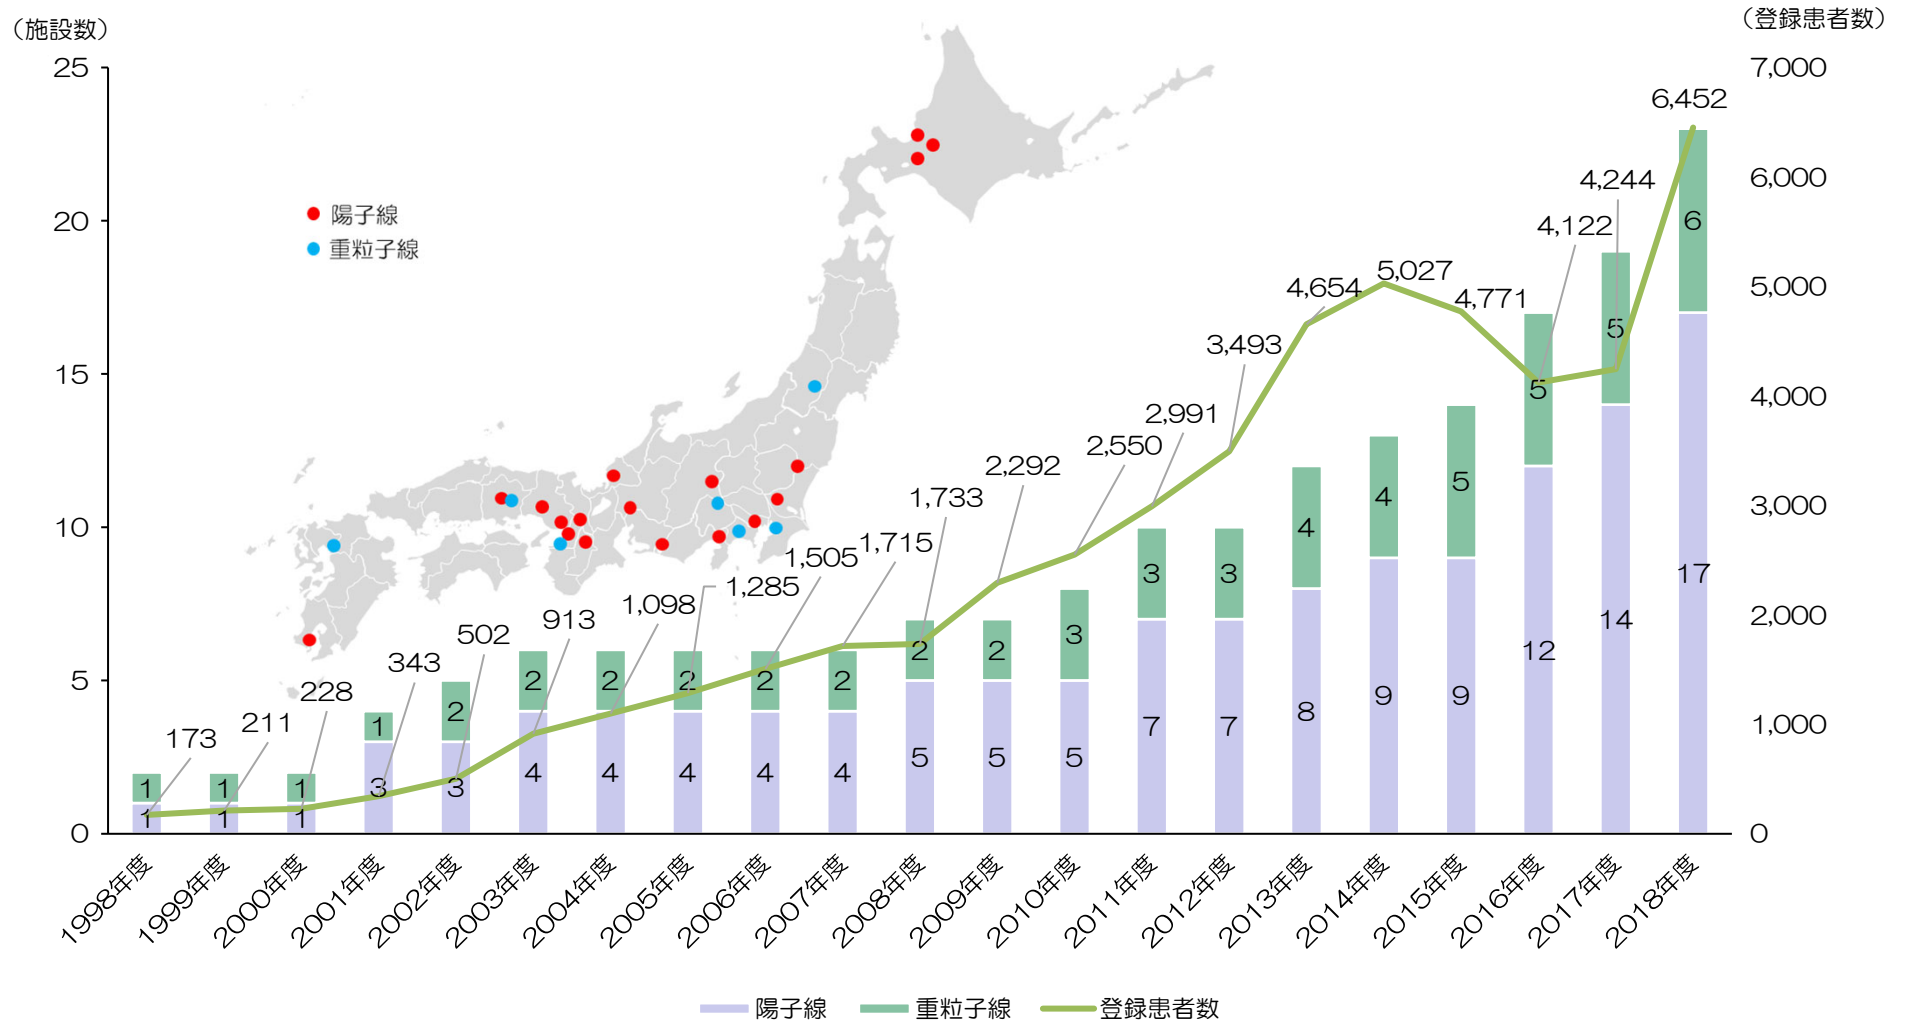 （施設数）
（登録患者数）
25
20
15
10
5
0
7,000
6,000
5,000
4,000
3,000
2,000
1,000
0
陽子線
重粒子線
173
211
228
343
502
913
1,098
1,285
1,505
1,715
1,733
2,292
2,550
2,991
3,493
4,654
5,027
4,771
4,122
4,244
6,452
1 1 1 1 2 2 2 2 2 2 2 2 3 3 3 4 4 5 5 5 6
1 1 1 3 3 4 4 4 4 4 5 5 5 7 7 8 9 9 12 14 17
1998年度
1999年度
2000年度
2001年度
2002年度
2003年度
2004年度
2005年度
2006年度
2007年度
2008年度
2009年度
2010年度
2011年度
2012年度
2013年度
2014年度
2015年度
2016年度
2017年度
2018年度
陽子線 重粒子線 登録患者数